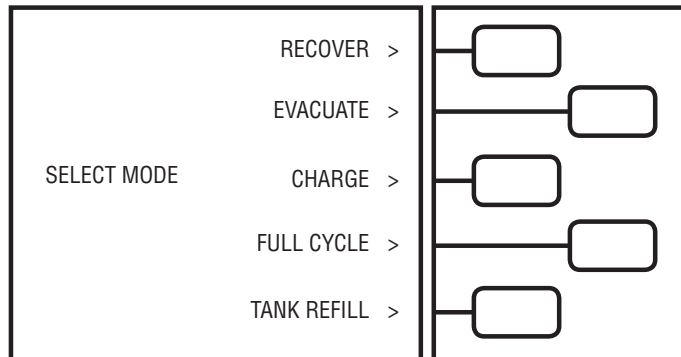 RECOVER >
EVACUATE >
SELECT MODE CHARGE >
FULL CYCLE >
TANK REFILL >